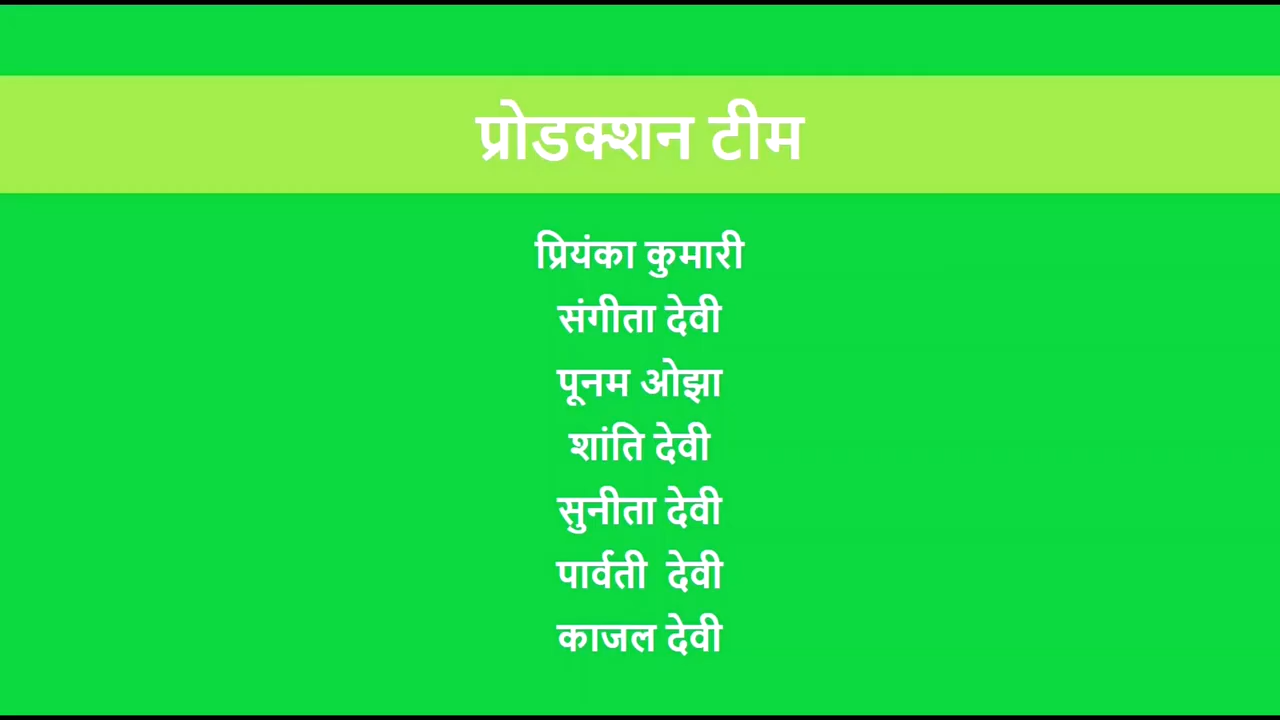 प्रोडक्शन टीम
प्रियंका कुमारी
संगीता देवी
पूनम ओझा
शांति देवी
सुनीता देवी
पार्वती  देवी
काजल देवी